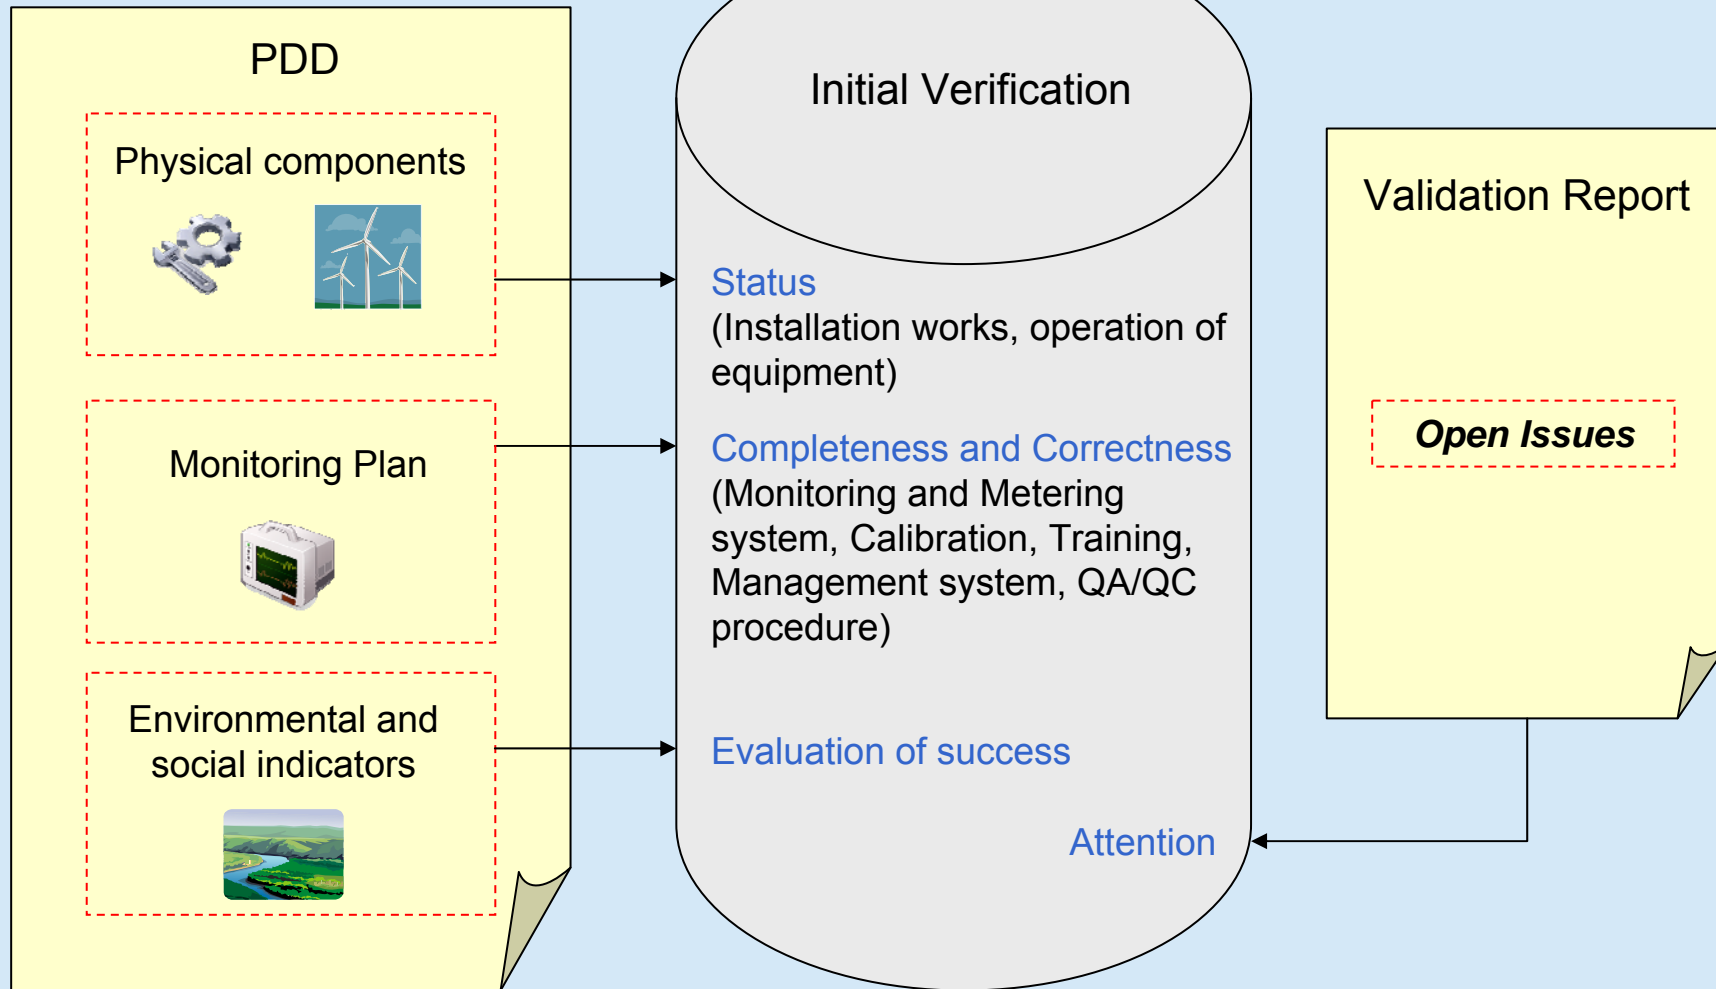 PDD
Physical components
Monitoring Plan
Environmental and
social indicators
Initial Verification
Status
(Installation works, operation of
equipment)
Completeness and Correctness
(Monitoring and Metering
system, Calibration, Training,
Management system, QA/QC
procedure)
Evaluation of success
Attention
Validation Report
Open Issues